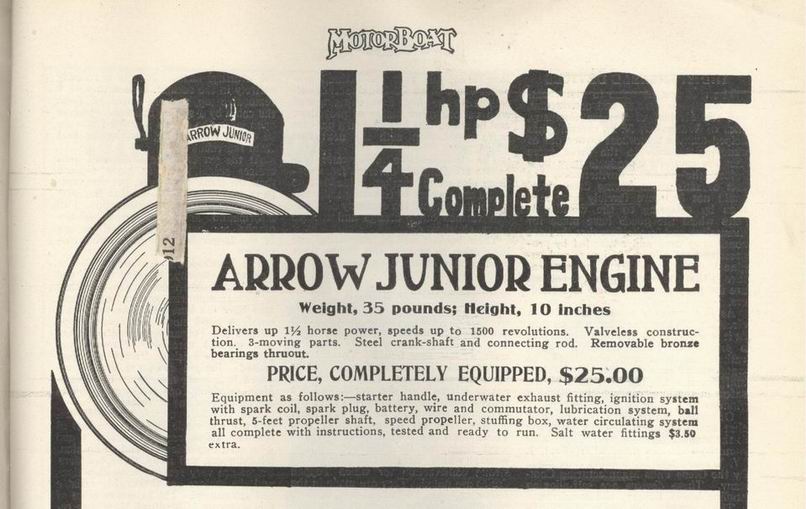 MOTORBOAT
1 1/4 hp $25
Complete
ARROW JUNIOR
912
ARROW JUNIOR ENGINE
Weight, 35 pounds; Height, 10 inches
Delivers up 1½ horse power, speeds up to 1500 revolutions. Valveless construc-
tion. 3-moving parts. Steel crank-shaft and connecting rod. Removable bronze
bearings thruout.
PRICE, COMPLETELY EQUIPPED, $25.00
Equipment as follows:—starter handle, underwater exhaust fitting, ignition system
with spark coil, spark plug, battery, wire and commutator, lubrication system, ball
thrust, 5-feet propeller shaft, speed propeller, stuffing box, water circulating system
all complete with instructions, tested and ready to run. Salt water fittings $3.50
extra.